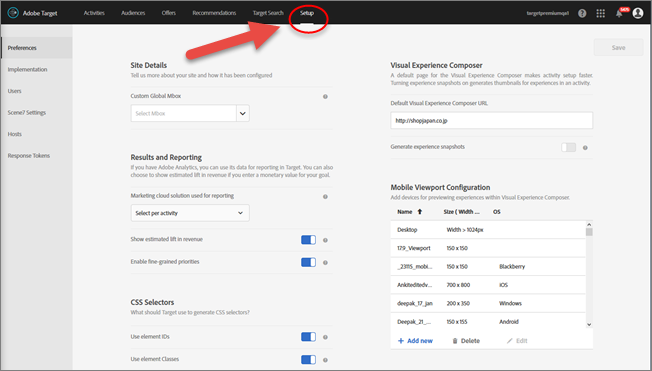 Adobe Target Activities Audiences Offers Recommendations Target Search Setup targetpremiumqa1
Preferences
Implementation
Users
Scene7 Settings
Hosts
Response Tokens
Save
Site Details
Tell us more about your site and how it has been configured
Custom Global Mbox
Select Mbox
Results and Reporting
If you have Adobe Analytics, you can use its data for reporting in Target. You can also
choose to show estimated lift in revenue if you enter a monetary value for your goal.
Marketing cloud solution used for reporting
Select per activity
Show estimated lift in revenue
Enable fine-grained priorities
CSS Selectors
What should Target use to generate CSS selectors?
Use element IDs
Use element Classes
Visual Experience Composer
A default page for the Visual Experience Composer makes activity setup faster.
Turning experience snapshots on generates thumbnails for experiences in an activity.
Default Visual Experience Composer URL
http://shopjapan.co.jp
Generate experience snapshots
Mobile Viewport Configuration
Add devices for previewing experiences within Visual Experience Composer.
Name Size ( Width ... OS
Desktop Width > 1024px
179_Viewport 150 x 150
_23115_mobi... 150 x 150 Blackberry
Ankiteditedv... 700 x 800 IOS
deepak_17_jan 200 x 350 Windows
Deepak_21_... 150 x 155 Android
Add new Delete Edit